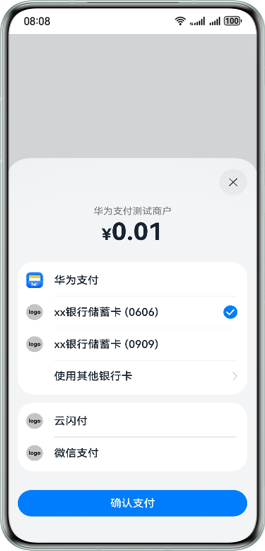 08:08
100
华为支付测试商户
¥0.01
华为支付
logo xx银行储蓄卡 (0606)
logo xx银行储蓄卡 (0909)
使用其他银行卡
logo 云闪付
logo 微信支付
确认支付